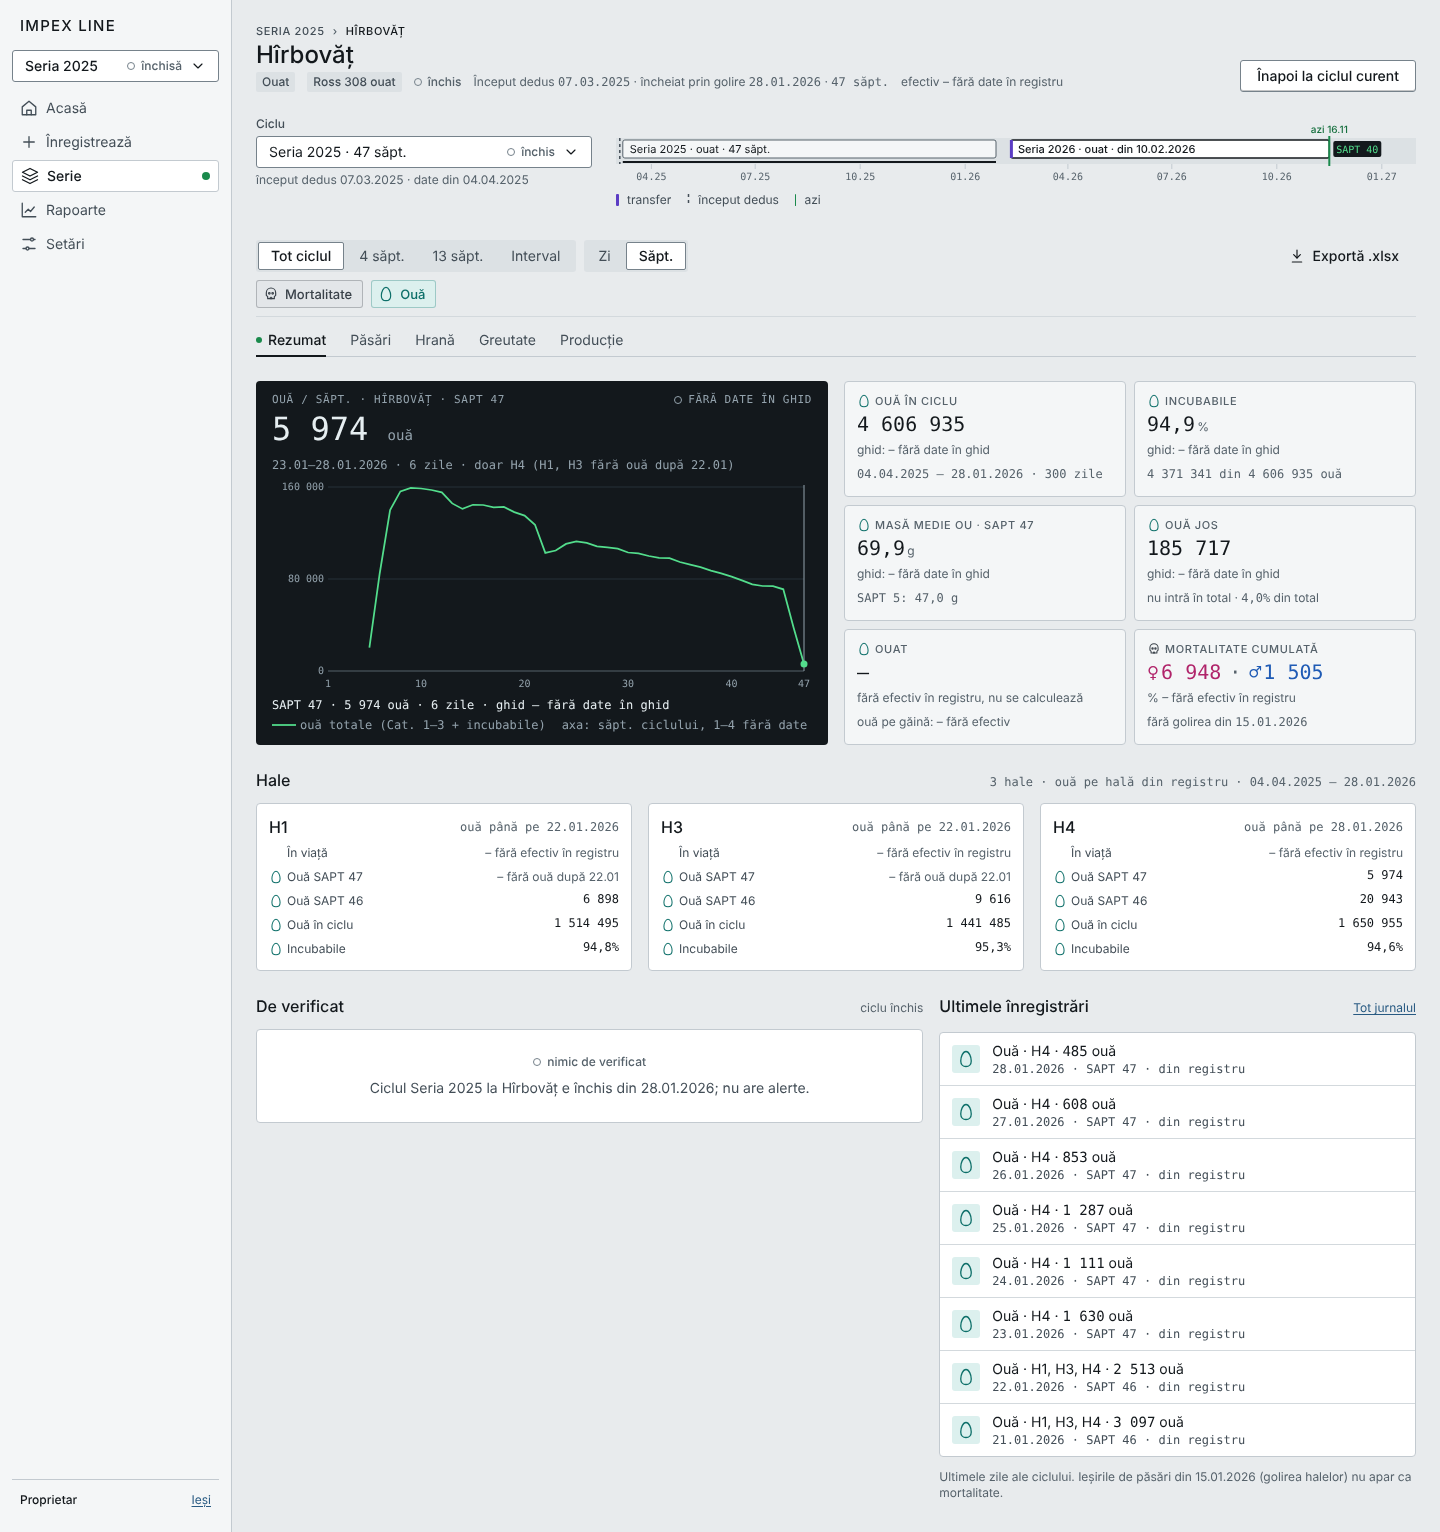 IMPEX LINE
Seria 2025 închisă
Acasă
Înregistrează
Serie
Rapoarte
Setări
Proprietar Ieși
SERIA 2025 › HÎRBOVĂȚ
Hîrbovăț
Ouat Ross 308 ouat închis Început dedus 07.03.2025 · încheiat prin golire 28.01.2026 · 47 săpt. efectiv – fără date în registru
Înapoi la ciclul curent
Ciclu
Seria 2025 · 47 săpt. închis
început dedus 07.03.2025 · date din 04.04.2025
azi 16.11
Seria 2025 · ouat · 47 săpt.
Seria 2026 · ouat · din 10.02.2026
SAPT 40
04.25 07.25 10.25 01.26 04.26 07.26 10.26 01.27
transfer început dedus azi
Tot ciclul 4 săpt. 13 săpt. Interval Zi Săpt.
Exportă .xlsx
Mortalitate Ouă
Rezumat Păsări Hrană Greutate Producție
OUĂ / SĂPT. · HÎRBOVĂȚ · SAPT 47 FĂRĂ DATE ÎN GHID
5 974 ouă
23.01–28.01.2026 · 6 zile · doar H4 (H1, H3 fără ouă după 22.01)
160 000
80 000
0
1 10 20 30 40 47
SAPT 47 · 5 974 ouă · 6 zile · ghid – fără date în ghid
ouă totale (Cat. 1–3 + incubabile) axa: săpt. ciclului, 1–4 fără date
OUĂ ÎN CICLU
4 606 935
ghid: – fără date în ghid
04.04.2025 – 28.01.2026 · 300 zile
INCUBABILE
94,9 %
ghid: – fără date în ghid
4 371 341 din 4 606 935 ouă
MASĂ MEDIE OU · SAPT 47
69,9 g
ghid: – fără date în ghid
SAPT 5: 47,0 g
OUĂ JOS
185 717
ghid: – fără date în ghid
nu intră în total · 4,0% din total
OUAT
–
fără efectiv în registru, nu se calculează
ouă pe găină: – fără efectiv
MORTALITATE CUMULATĂ
♀6 948 · ♂1 505
% – fără efectiv în registru
fără golirea din 15.01.2026
Hale
3 hale · ouă pe hală din registru · 04.04.2025 – 28.01.2026
H1 ouă până pe 22.01.2026
În viață – fără efectiv în registru
Ouă SAPT 47 – fără ouă după 22.01
Ouă SAPT 46 6 898
Ouă în ciclu 1 514 495
Incubabile 94,8%
H3 ouă până pe 22.01.2026
În viață – fără efectiv în registru
Ouă SAPT 47 – fără ouă după 22.01
Ouă SAPT 46 9 616
Ouă în ciclu 1 441 485
Incubabile 95,3%
H4 ouă până pe 28.01.2026
În viață – fără efectiv în registru
Ouă SAPT 47 5 974
Ouă SAPT 46 20 943
Ouă în ciclu 1 650 955
Incubabile 94,6%
De verificat ciclu închis
nimic de verificat
Ciclul Seria 2025 la Hîrbovăț e închis din 28.01.2026; nu are alerte.
Ultimele înregistrări Tot jurnalul
Ouă · H4 · 485 ouă
28.01.2026 · SAPT 47 · din registru
Ouă · H4 · 608 ouă
27.01.2026 · SAPT 47 · din registru
Ouă · H4 · 853 ouă
26.01.2026 · SAPT 47 · din registru
Ouă · H4 · 1 287 ouă
25.01.2026 · SAPT 47 · din registru
Ouă · H4 · 1 111 ouă
24.01.2026 · SAPT 47 · din registru
Ouă · H4 · 1 630 ouă
23.01.2026 · SAPT 47 · din registru
Ouă · H1, H3, H4 · 2 513 ouă
22.01.2026 · SAPT 46 · din registru
Ouă · H1, H3, H4 · 3 097 ouă
21.01.2026 · SAPT 46 · din registru
Ultimele zile ale ciclului. Ieșirile de păsări din 15.01.2026 (golirea halelor) nu apar ca
mortalitate.